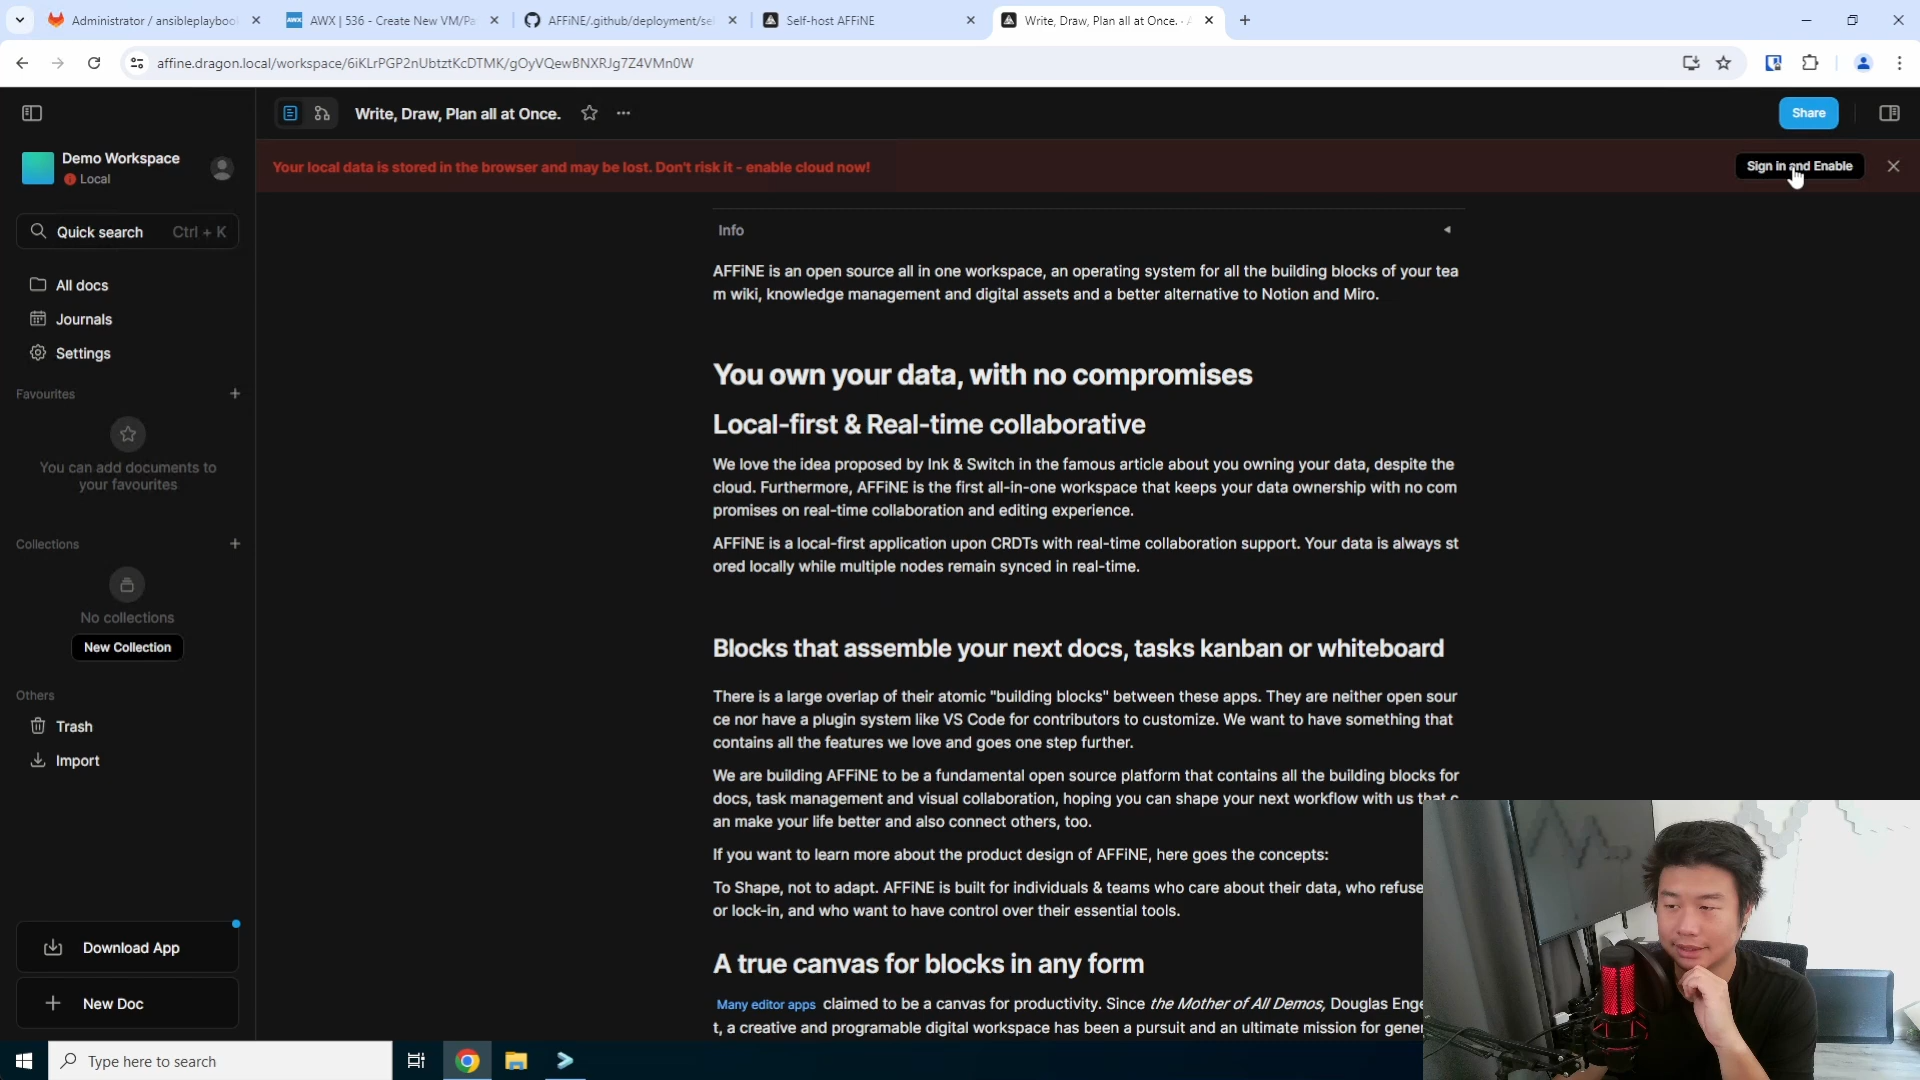 Administrator / ansibleplaybook
AWX | 536 - Create New VM/Pa
AFFiNE/.github/deployment/sel
Self-host AFFiNE
Write, Draw, Plan all at Once. · A
affine.dragon.local/workspace/6iKLrPGP2nUbtztKcDTMK/gOyVQewBNXRJg7Z4VMn0W
Write, Draw, Plan all at Once.
Share
Demo Workspace
Local
Your local data is stored in the browser and may be lost. Don't risk it - enable cloud now!
Sign in and Enable
Quick search
Ctrl + K
All docs
Journals
Settings
Favourites
You can add documents to
your favourites
Collections
No collections
New Collection
Others
Trash
Import
Download App
New Doc
Info
AFFiNE is an open source all in one workspace, an operating system for all the building blocks of your tea
m wiki, knowledge management and digital assets and a better alternative to Notion and Miro.
You own your data, with no compromises
Local-first & Real-time collaborative
We love the idea proposed by Ink & Switch in the famous article about you owning your data, despite the
cloud. Furthermore, AFFiNE is the first all-in-one workspace that keeps your data ownership with no com
promises on real-time collaboration and editing experience.
AFFiNE is a local-first application upon CRDTs with real-time collaboration support. Your data is always st
ored locally while multiple nodes remain synced in real-time.
Blocks that assemble your next docs, tasks kanban or whiteboard
There is a large overlap of their atomic "building blocks" between these apps. They are neither open sour
ce nor have a plugin system like VS Code for contributors to customize. We want to have something that
contains all the features we love and goes one step further.
We are building AFFiNE to be a fundamental open source platform that contains all the building blocks for
docs, task management and visual collaboration, hoping you can shape your next workflow with us that c
an make your life better and also connect others, too.
If you want to learn more about the product design of AFFiNE, here goes the concepts:
To Shape, not to adapt. AFFiNE is built for individuals & teams who care about their data, who refuse
or lock-in, and who want to have control over their essential tools.
A true canvas for blocks in any form
Many editor apps claimed to be a canvas for productivity. Since the Mother of All Demos, Douglas Enge
t, a creative and programable digital workspace has been a pursuit and an ultimate mission for gener
Type here to search